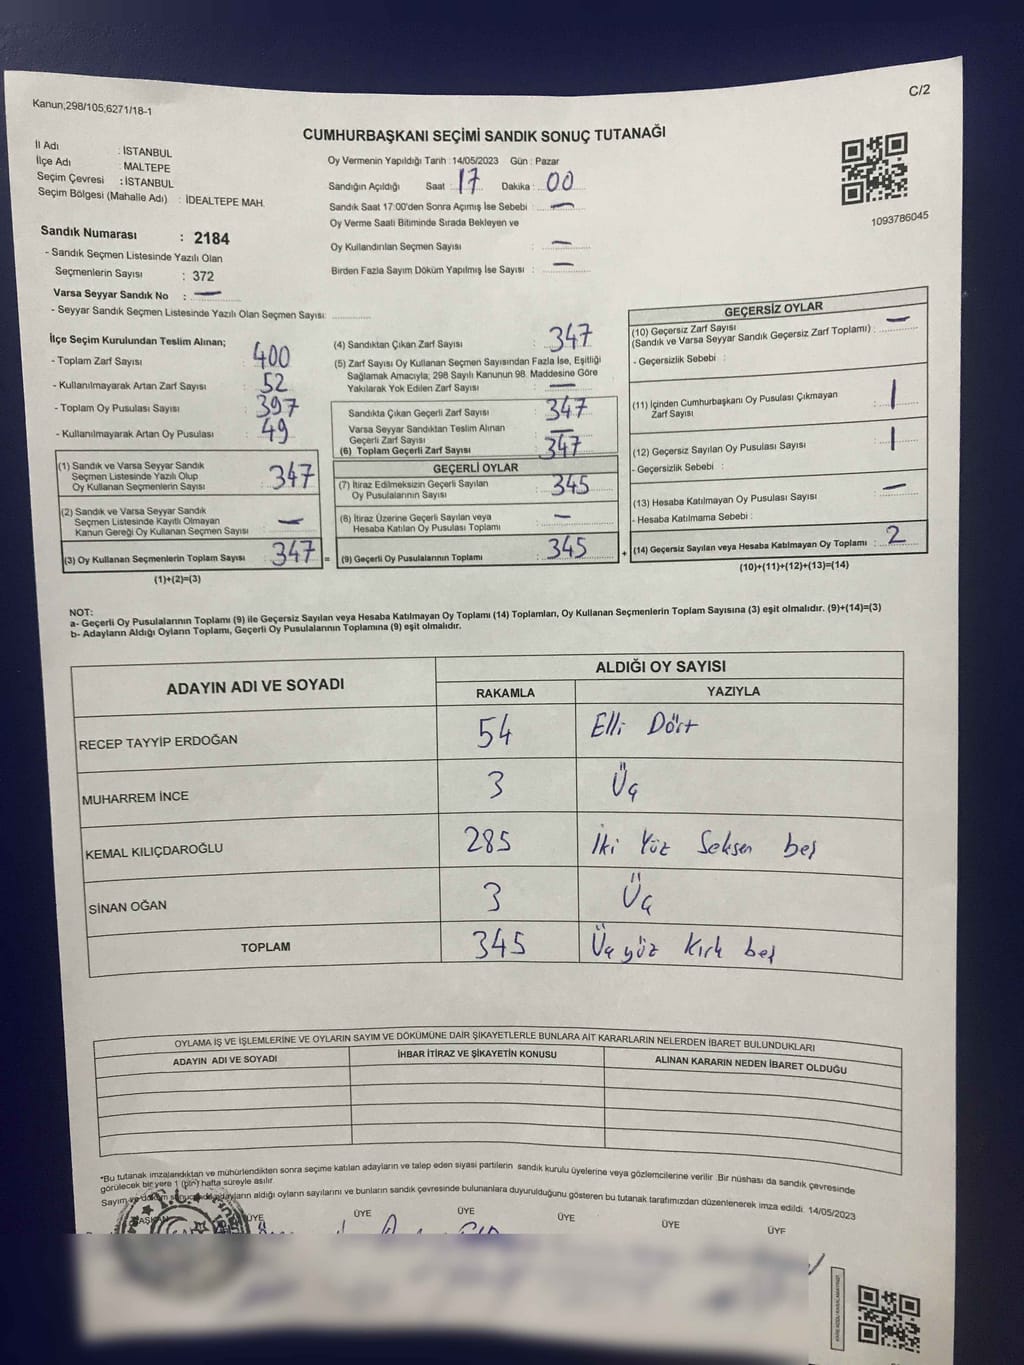 C/2
Kanun;298/105,6271/18-1
CUMHURBAŞKANI SEÇİMİ SANDIK SONUÇ TUTANAĞI
İl Adı : İSTANBUL
İlçe Adı : MALTEPE
Seçim Çevresi : İSTANBUL
Seçim Bölgesi (Mahalle Adı) : İDEALTEPE MAH.
Oy Vermenin Yapıldığı Tarih : 14/05/2023 Gün : Pazar
Sandığın Açıldığı Saat : 17 Dakika : 00
Sandık Saat 17:00'den Sonra Açımış İse Sebebi : —
Oy Verme Saati Bitiminde Sırada Bekleyen ve
Oy Kullandırılan Seçmen Sayısı : —
Birden Fazla Sayım Döküm Yapılmış İse Sayısı : —
1093786045
Sandık Numarası : 2184
- Sandık Seçmen Listesinde Yazılı Olan
Seçmenlerin Sayısı : 372
Varsa Seyyar Sandık No : —
- Seyyar Sandık Seçmen Listesinde Yazılı Olan Seçmen Sayısı:
İlçe Seçim Kurulundan Teslim Alınan;
- Toplam Zarf Sayısı : 400
- Kullanılmayarak Artan Zarf Sayısı : 52
- Toplam Oy Pusulası Sayısı : 397
- Kullanılmayarak Artan Oy Pusulası : 49
(1) Sandık ve Varsa Seyyar Sandık
Seçmen Listesinde Yazılı Olup
Oy Kullanan Seçmenlerin Sayısı : 347
(2) Sandık ve Varsa Seyyar Sandık
Seçmen Listesinde Kayıtlı Olmayan
Kanun Gereği Oy Kullanan Seçmen Sayısı : —
(3) Oy Kullanan Seçmenlerin Toplam Sayısı : 347 =
(1)+(2)=(3)
(4) Sandıktan Çıkan Zarf Sayısı : 347
(5) Zarf Sayısı Oy Kullanan Seçmen Sayısından Fazla İse, Eşitliği
Sağlamak Amacıyla; 298 Sayılı Kanunun 98. Maddesine Göre
Yakılarak Yok Edilen Zarf Sayısı : —
Sandıkta Çıkan Geçerli Zarf Sayısı : 347
Varsa Seyyar Sandıktan Teslim Alınan
Geçerli Zarf Sayısı : —
(6) Toplam Geçerli Zarf Sayısı : 347
GEÇERLİ OYLAR
(7) İtiraz Edilmeksizin Geçerli Sayılan
Oy Pusulalarının Sayısı : 345
(8) İtiraz Üzerine Geçerli Sayılan veya
Hesaba Katılan Oy Pusulası Toplamı : —
(9) Geçerli Oy Pusulalarının Toplamı : 345 +
GEÇERSİZ OYLAR
(10) Geçersiz Zarf Sayısı
(Sandık ve Varsa Seyyar Sandık Geçersiz Zarf Toplamı) : —
- Geçersizlik Sebebi :
(11) İçinden Cumhurbaşkanı Oy Pusulası Çıkmayan
Zarf Sayısı : 1
(12) Geçersiz Sayılan Oy Pusulası Sayısı : 1
- Geçersizlik Sebebi :
(13) Hesaba Katılmayan Oy Pusulası Sayısı : —
- Hesaba Katılmama Sebebi :
(14) Geçersiz Sayılan veya Hesaba Katılmayan Oy Toplamı : 2
(10)+(11)+(12)+(13)=(14)
NOT:
a- Geçerli Oy Pusulalarının Toplamı (9) ile Geçersiz Sayılan veya Hesaba Katılmayan Oy Toplamı (14) Toplamları, Oy Kullanan Seçmenlerin Toplam Sayısına (3) eşit olmalıdır. (9)+(14)=(3)
b- Adayların Aldığı Oyların Toplamı, Geçerli Oy Pusulalarının Toplamına (9) eşit olmalıdır.
ADAYIN ADI VE SOYADI ALDIĞI OY SAYISI
RAKAMLA YAZIYLA
RECEP TAYYİP ERDOĞAN 54 Elli Dört
MUHARREM İNCE 3 Üç
KEMAL KILIÇDAROĞLU 285 İki Yüz Seksen beş
SİNAN OĞAN 3 Üç
TOPLAM 345 Üçyüz Kırk beş
OYLAMA İŞ VE İŞLEMLERİNE VE OYLARIN SAYIM VE DÖKÜMÜNE DAİR ŞİKAYETLERLE BUNLARA AİT KARARLARIN NELERDEN İBARET BULUNDUKLARI
ADAYIN ADI VE SOYADI İHBAR İTİRAZ VE ŞİKAYETİN KONUSU ALINAN KARARIN NEDEN İBARET OLDUĞU
*Bu tutanak imzalandıktan ve mühürlendikten sonra seçime katılan adayların ve talep eden siyasi partilerin sandık kurulu üyelerine veya gözlemcilerine verilir. Bir nüshası da sandık çevresinde
görülecek bir yere 1 (bir) hafta süreyle asılır.
Sayım ve döküm sonucunda adayların aldığı oyların sayılarını ve bunların sandık çevresinde bulunanlara duyurulduğunu gösteren bu tutanak tarafımızdan düzenlenerek imza edildi. 14/05/2023
BAŞKAN ÜYE ÜYE ÜYE ÜYE ÜYE ÜYE
T.C.